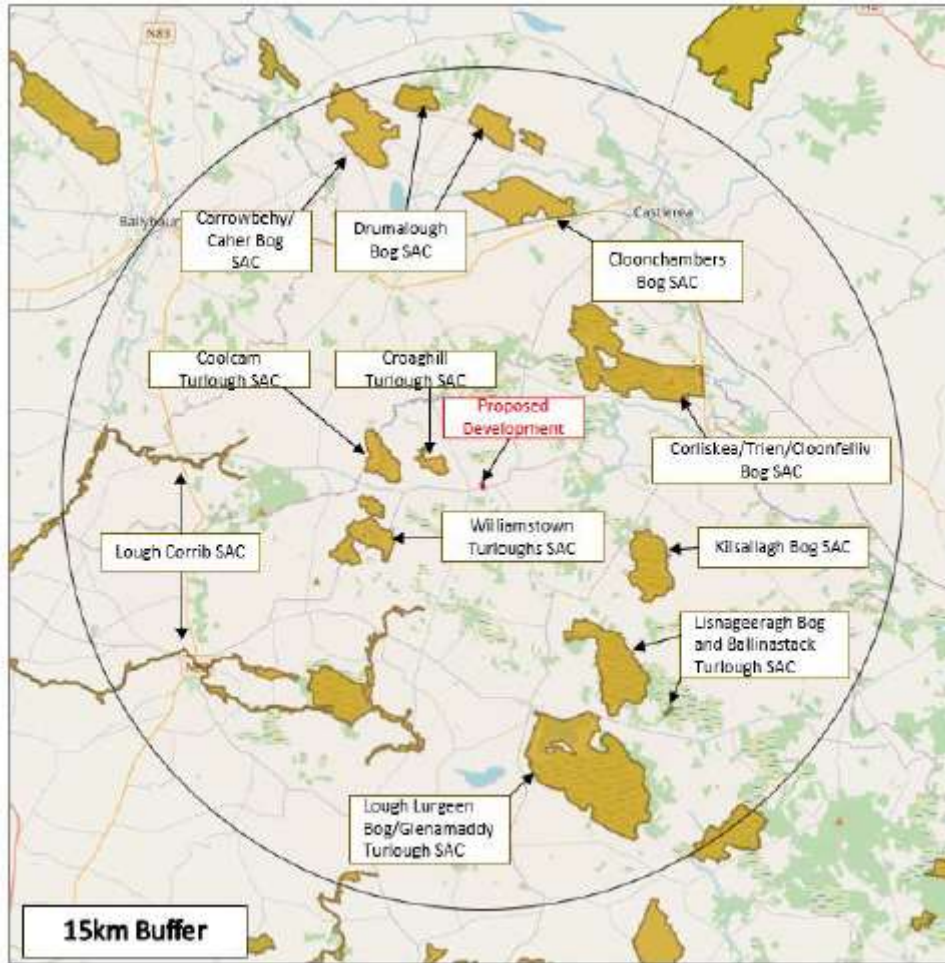 N83
Ballyhaun
Castlerea
Carrowbehy/
Caher Bog
SAC
Drumalough
Bog SAC
Cloonchambers
Bog SAC
Coolcam
Turlough SAC
Croaghill
Turlough SAC
Proposed
Development
Corliskea/Trien/Cloonfelliv
Bog SAC
Lough Corrib SAC
Williamstown
Turloughs SAC
Kilsallagh Bog SAC
Lisnageeragh Bog
and Ballinastack
Turlough SAC
Lough Lurgeen
Bog/Glenamaddy
Turlough SAC
15km Buffer